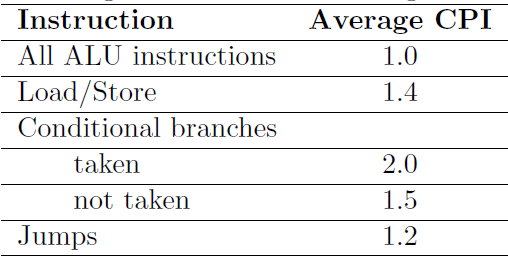 Instruction Average CPI
All ALU instructions 1.0
Load/Store 1.4
Conditional branches
taken 2.0
not taken 1.5
Jumps 1.2